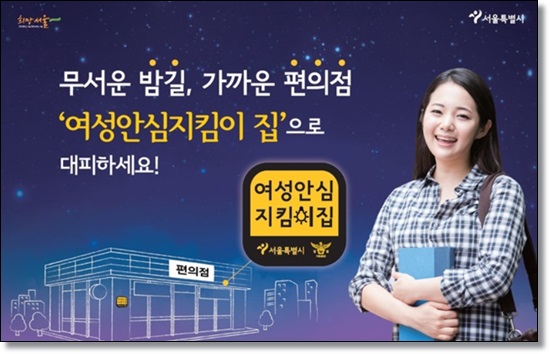 희망서울
서울특별시
무서운 밤길, 가까운 편의점
‘여성안심지킴이 집’으로
대피하세요!
여성안심
지킴이집
서울특별시
편의점